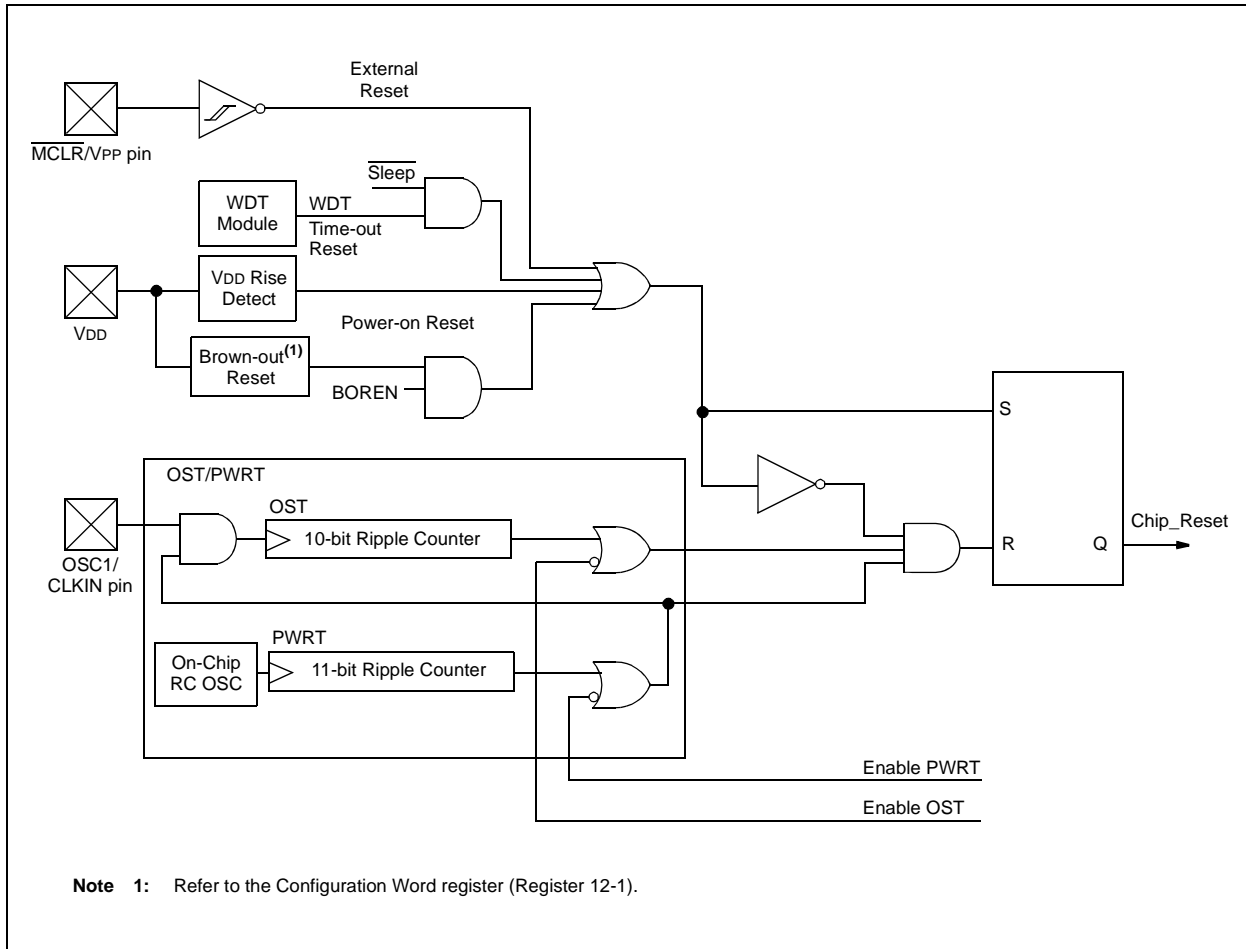 External
Reset
MCLR/VPP pin
Sleep
WDT
Module
WDT
Time-out
Reset
VDD
VDD Rise
Detect
Power-on Reset
Brown-out(1)
Reset
BOREN
S
OST/PWRT
OST
10-bit Ripple Counter
OSC1/
CLKIN pin
Chip_Reset
R
Q
PWRT
On-Chip
RC OSC
11-bit Ripple Counter
Enable PWRT
Enable OST
Note 1: Refer to the Configuration Word register (Register 12-1).